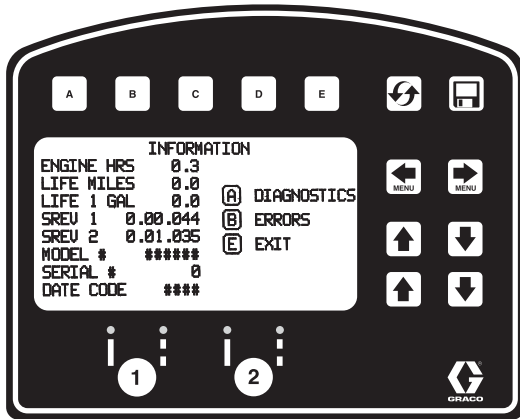 A B C D E
INFORMATION
ENGINE HRS 0.3
LIFE MILES 0.0
LIFE 1 GAL 0.0
SREV 1 0.00.044
SREV 2 0.01.035
MODEL # ######
SERIAL # 0
DATE CODE ####
A DIAGNOSTICS
B ERRORS
E EXIT
MENU MENU
1 2
G
GRACO